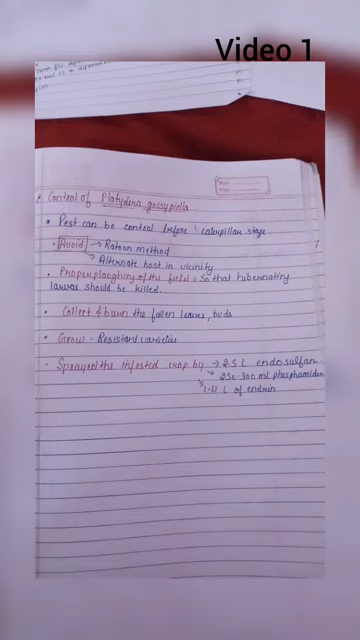 Video 1
Control of Platydera gossypiella
Pest can be control before caterpillar stage.
Avoid → Ratoon method
→ Alternate host in vicinity
Proper ploughing of the field = So that hibernating
larvae should be killed.
Collect & burn the fallen leaves, buds
Grow - Resistant varieties
Sprayed the infested crop by → 2.5 L endosulfan
→ 250-300 mL phosphamidon
→ 1.11 L of endrin